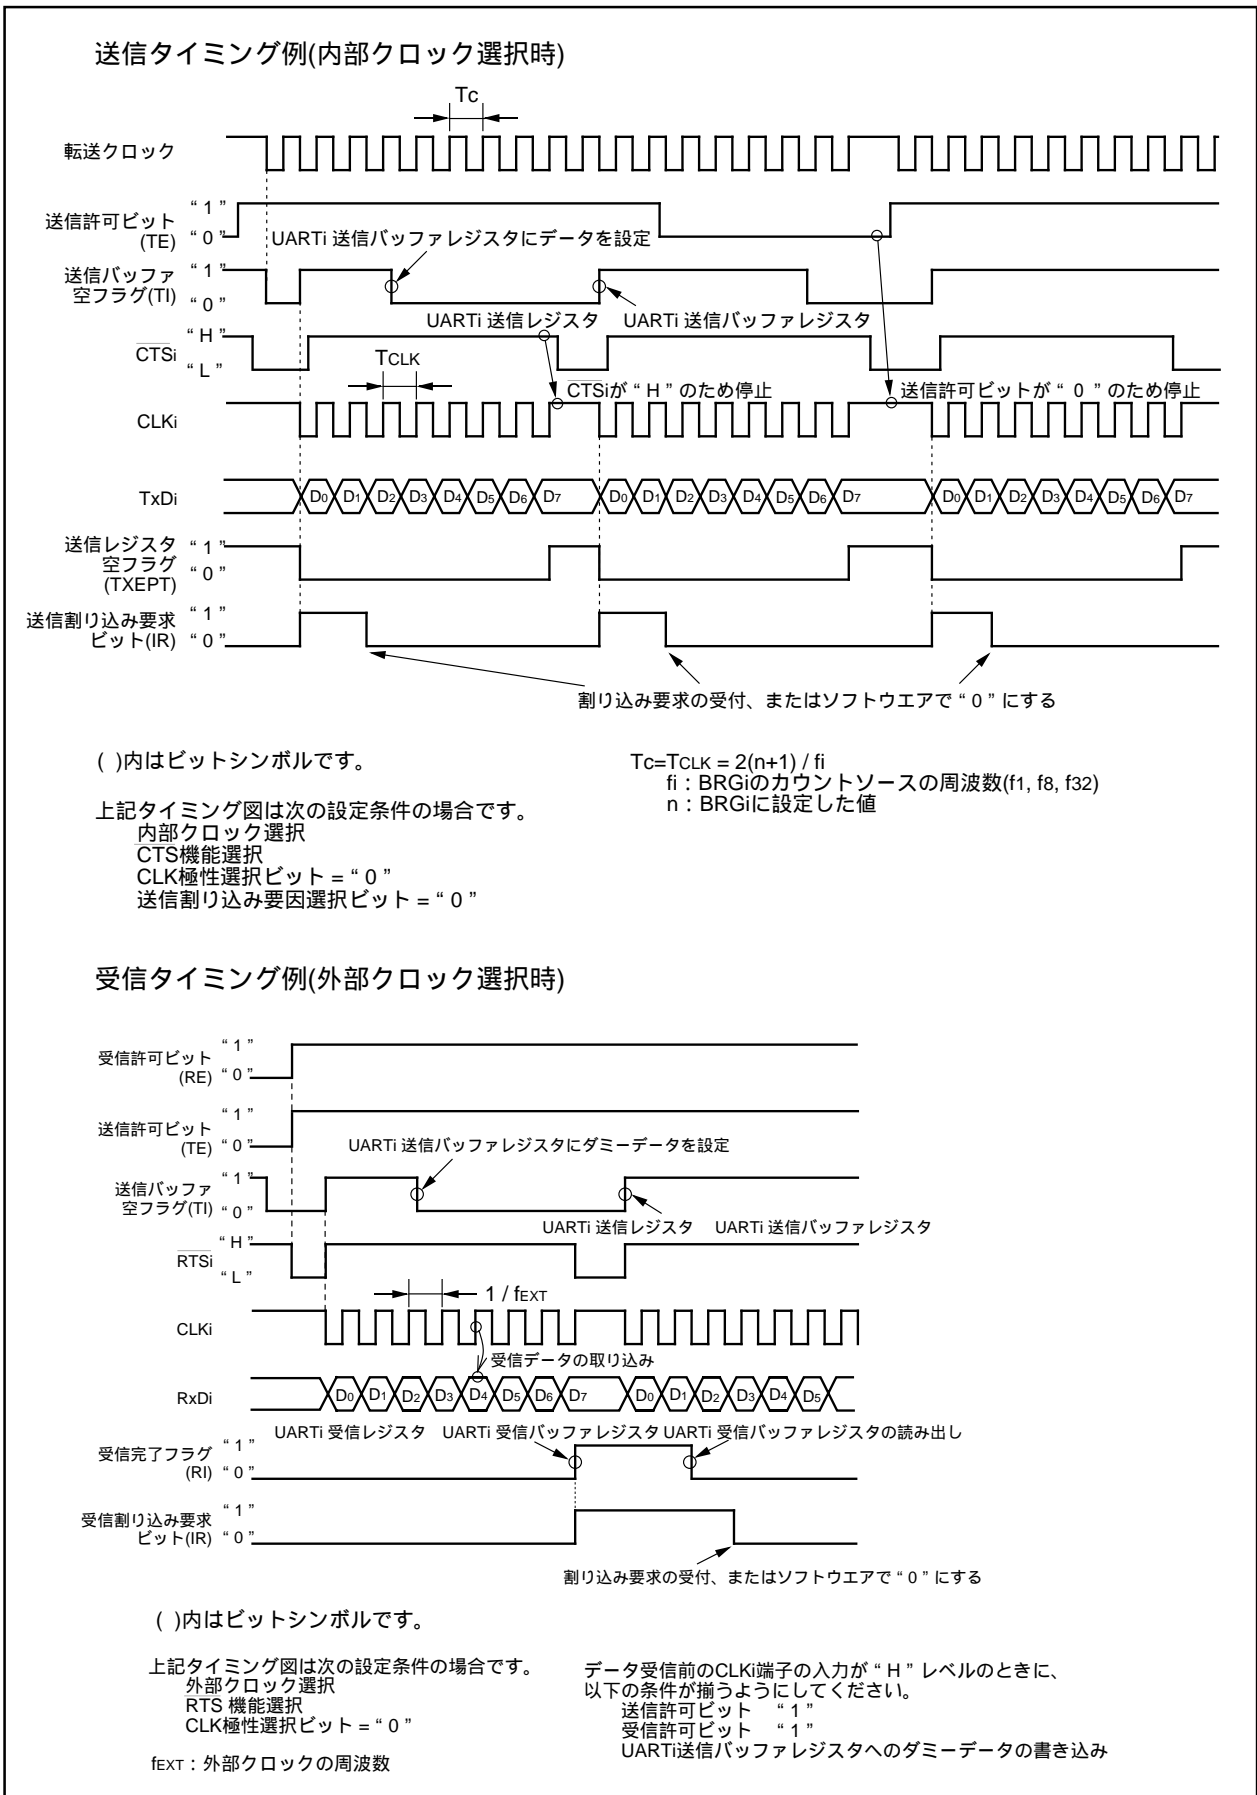 送信タイミング例(内部クロック選択時)
Tc
転送クロック
送信許可ビット
(TE)
“ 1 ”
“ 0 ”
UARTi 送信バッファレジスタにデータを設定
送信バッファ
空フラグ(TI)
“ 1 ”
“ 0 ”
UARTi 送信レジスタ UARTi 送信バッファレジスタ
CTSi
“ H ”
“ L ”
TCLK
CTSiが “ H ” のため停止
送信許可ビットが “ 0 ” のため停止
CLKi
TxDi
D0 D1 D2 D3 D4 D5 D6 D7 D0 D1 D2 D3 D4 D5 D6 D7 D0 D1 D2 D3 D4 D5 D6 D7
送信レジスタ
空フラグ
(TXEPT)
“ 1 ”
“ 0 ”
送信割り込み要求
ビット(IR)
“ 1 ”
“ 0 ”
割り込み要求の受付、またはソフトウエアで “ 0 ” にする
( )内はビットシンボルです。
上記タイミング図は次の設定条件の場合です。
内部クロック選択
CTS機能選択
CLK極性選択ビット = “ 0 ”
送信割り込み要因選択ビット = “ 0 ”
Tc=TCLK = 2(n+1) / fi
fi : BRGiのカウントソースの周波数(f1, f8, f32)
n : BRGiに設定した値
受信タイミング例(外部クロック選択時)
受信許可ビット
(RE)
“ 1 ”
“ 0 ”
送信許可ビット
(TE)
“ 1 ”
“ 0 ”
UARTi 送信バッファレジスタにダミーデータを設定
送信バッファ
空フラグ(TI)
“ 1 ”
“ 0 ”
UARTi 送信レジスタ UARTi 送信バッファレジスタ
RTSi
“ H ”
“ L ”
1 / fEXT
CLKi
受信データの取り込み
RxDi
D0 D1 D2 D3 D4 D5 D6 D7 D0 D1 D2 D3 D4 D5
UARTi 受信レジスタ UARTi 受信バッファレジスタ UARTi 受信バッファレジスタの読み出し
受信完了フラグ
(RI)
“ 1 ”
“ 0 ”
受信割り込み要求
ビット(IR)
“ 1 ”
“ 0 ”
割り込み要求の受付、またはソフトウエアで “ 0 ” にする
( )内はビットシンボルです。
上記タイミング図は次の設定条件の場合です。
外部クロック選択
RTS 機能選択
CLK極性選択ビット = “ 0 ”
fEXT : 外部クロックの周波数
データ受信前のCLKi端子の入力が “ H ” レベルのときに、
以下の条件が揃うようにしてください。
送信許可ビット “ 1 ”
受信許可ビット “ 1 ”
UARTi送信バッファレジスタへのダミーデータの書き込み